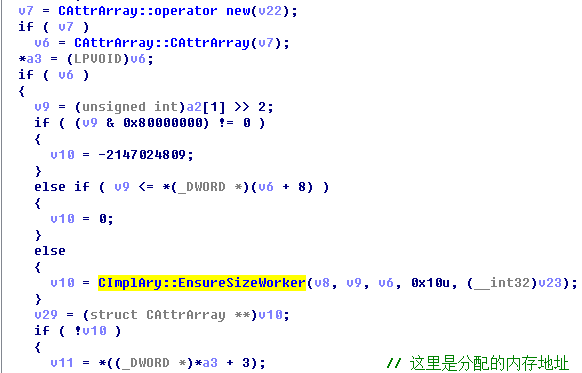 v7 = CAttrArray::operator new(v22);
if ( v7 )
v6 = CAttrArray::CAttrArray(v7);
*a3 = (LPVOID)v6;
if ( v6 )
{
v9 = (unsigned int)a2[1] >> 2;
if ( (v9 & 0x80000000) != 0 )
{
v10 = -2147024809;
}
else if ( v9 <= *(_DWORD *)(v6 + 8) )
{
v10 = 0;
}
else
{
v10 = CImplAry::EnsureSizeWorker(v8, v9, v6, 0x10u, (__int32)v23);
}
v29 = (struct CAttrArray **)v10;
if ( !v10 )
{
v11 = *((_DWORD *)*a3 + 3); // 这里是分配的内存地址